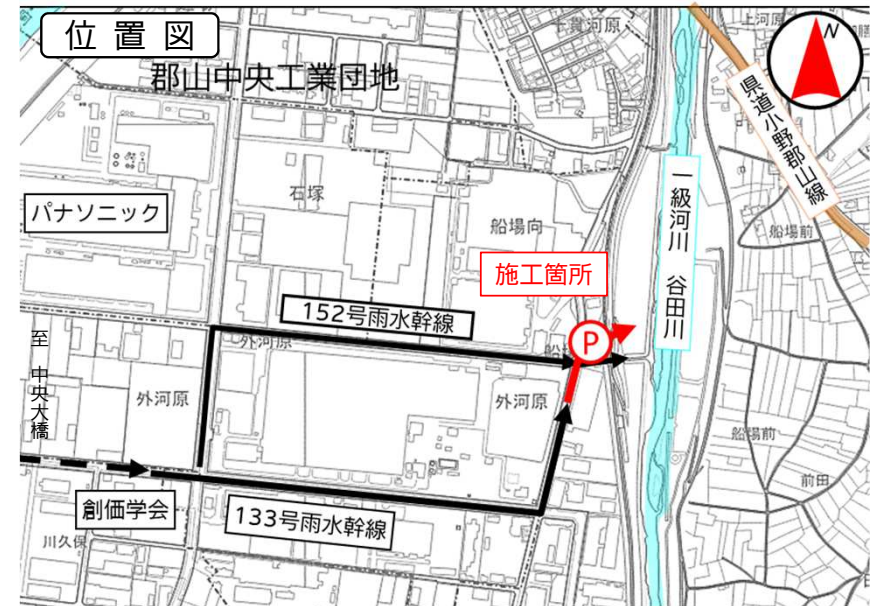 位置図
郡山中央工業団地
十貫河原
上河原
N
県道小野郡山線
パナソニック
石塚
船場向
一級河川 谷田川
船場前
施工箇所
152号雨水幹線
外河原
P
至 中央大橋
外河原
外河原
船場前
前田
創価学会
133号雨水幹線
川久保